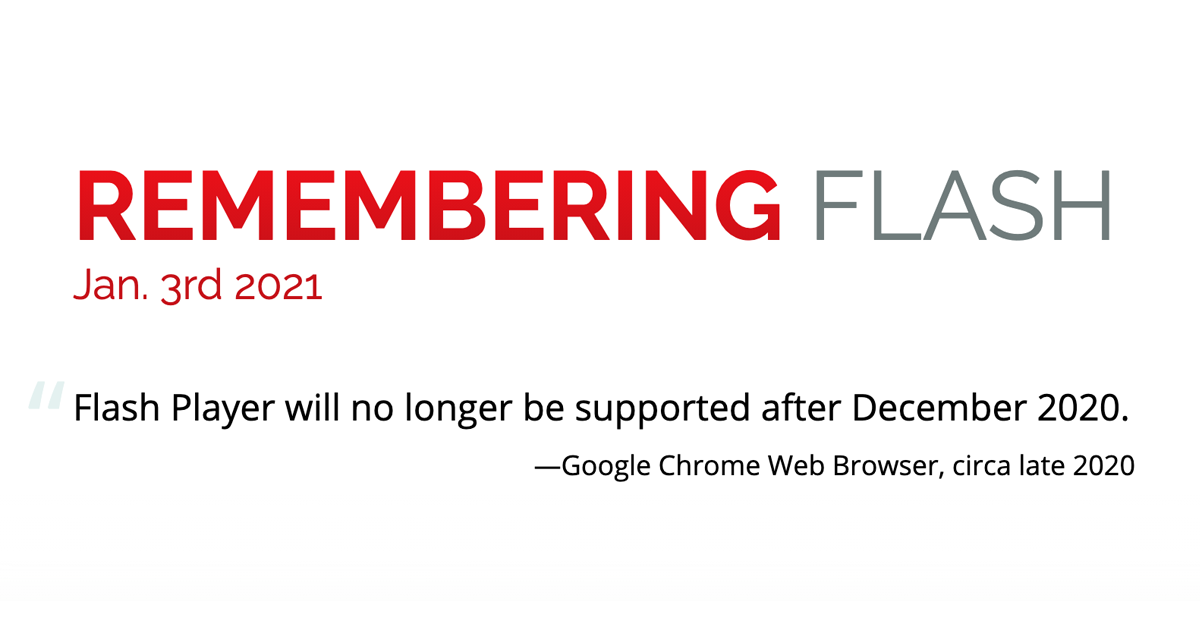 REMEMBERING FLASH
Jan. 3rd 2021
“Flash Player will no longer be supported after December 2020.
—Google Chrome Web Browser, circa late 2020